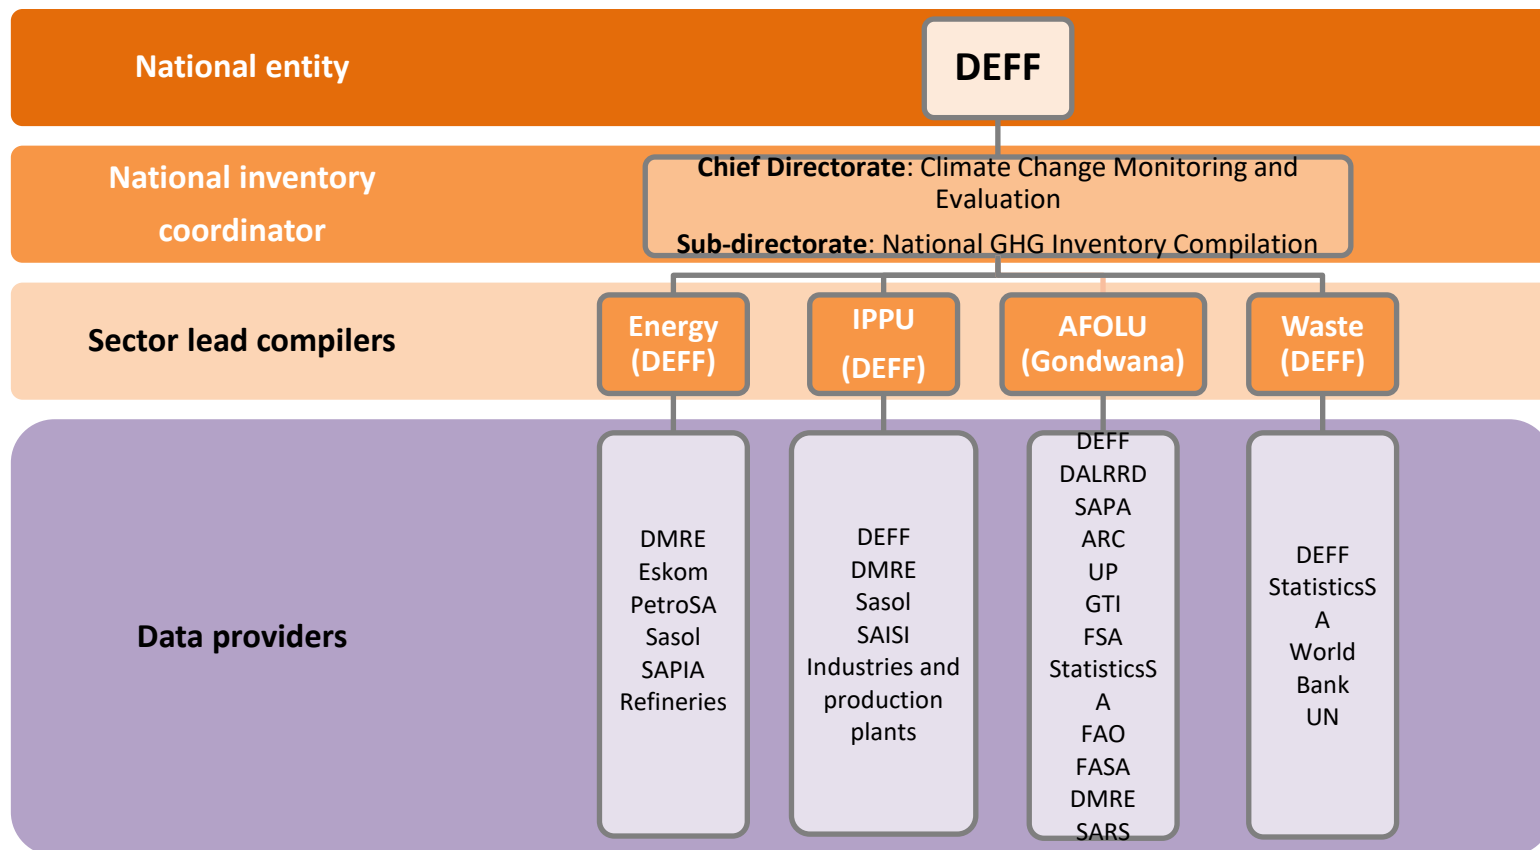 National entity
DEFF
National inventory
coordinator
Chief Directorate: Climate Change Monitoring and
Evaluation
Sub-directorate: National GHG Inventory Compilation
Sector lead compilers
Energy
(DEFF)
IPPU
(DEFF)
AFOLU
(Gondwana)
Waste
(DEFF)
Data providers
DMRE
Eskom
PetroSA
Sasol
SAPIA
Refineries
DEFF
DMRE
Sasol
SAISI
Industries and
production
plants
DEFF
DALRRD
SAPA
ARC
UP
GTI
FSA
StatisticsS
A
FAO
FASA
DMRE
SARS
DEFF
StatisticsS
A
World
Bank
UN